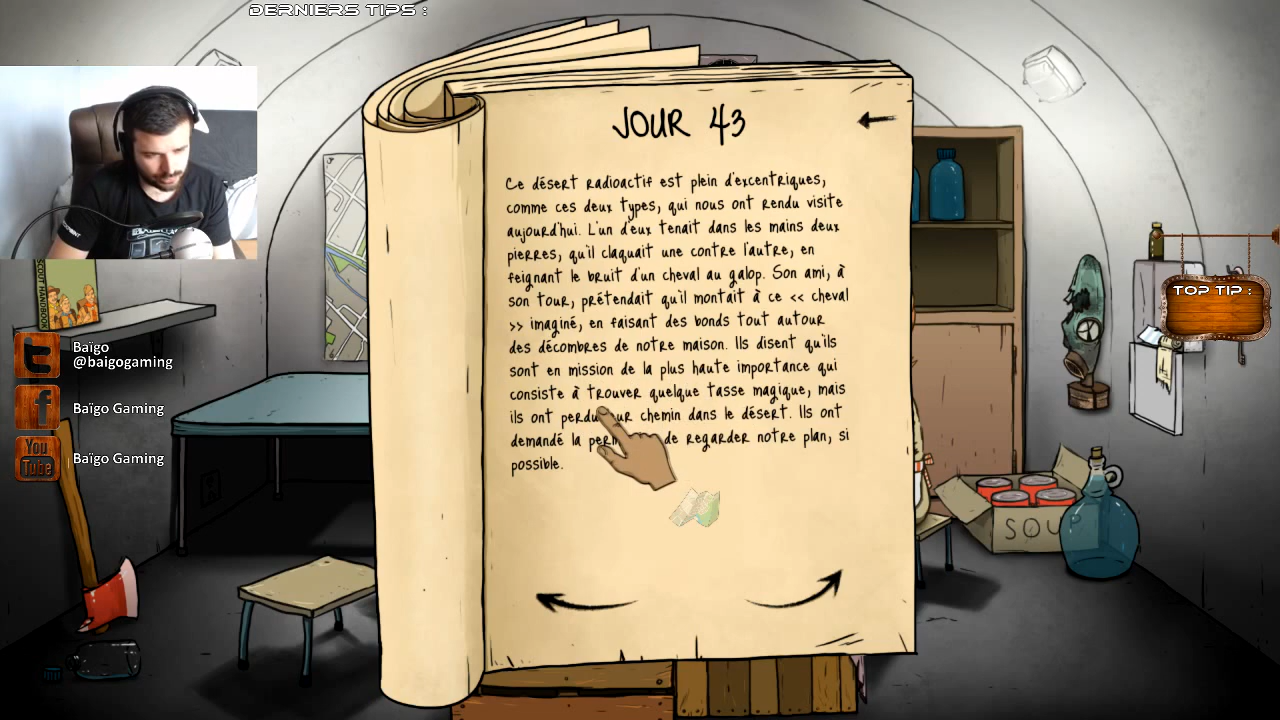 DERNIERS TIPS :
JOUR 43
Ce désert radioactif est plein d'excentriques,
comme ces deux types, qui nous ont rendu visite
aujourd'hui. L'un d'eux tenait dans les mains deux
pierres, qu'il claquait une contre l'autre, en
feignant le bruit d'un cheval au galop. Son ami, à
son tour, prétendait qu'il montait à ce << cheval
>> imaginé, en faisant des bonds tout autour
des décombres de notre maison. Ils disent qu'ils
sont en mission de la plus haute importance qui
consiste à trouver quelque tasse magique, mais
ils ont perdu chemin dans le désert. Ils ont
demandé la de regarder notre plan, si
possible.
SCOUT HANDBOOK
TOP TIP :
Baïgo
@baigogaming
Baïgo Gaming
You
Tube
Baïgo Gaming
SOUP